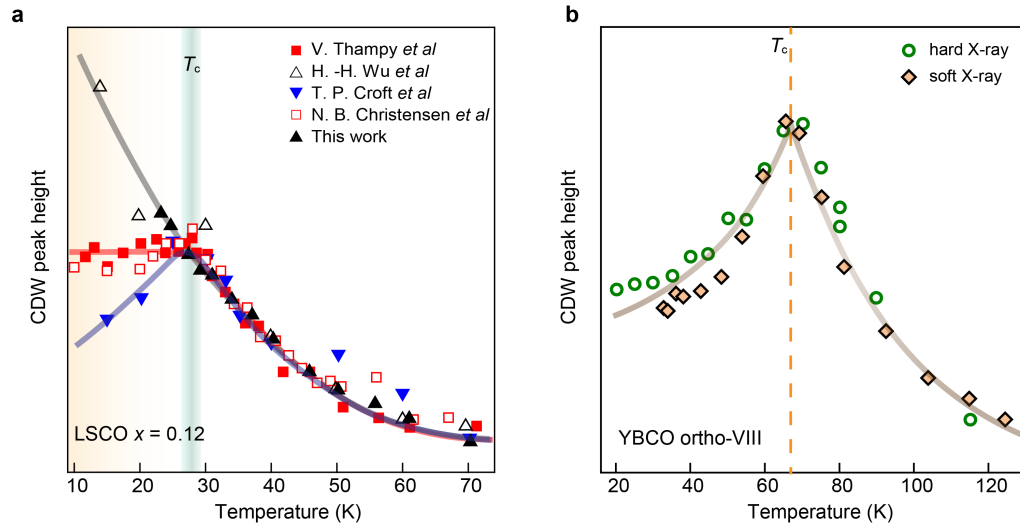 a
T_c
V. Thampy et al
H. -H. Wu et al
T. P. Croft et al
N. B. Christensen et al
This work
CDW peak height
LSCO x = 0.12
10 20 30 40 50 60 70
Temperature (K)
b
T_c
hard X-ray
soft X-ray
CDW peak height
YBCO ortho-VIII
20 40 60 80 100 120
Temperature (K)